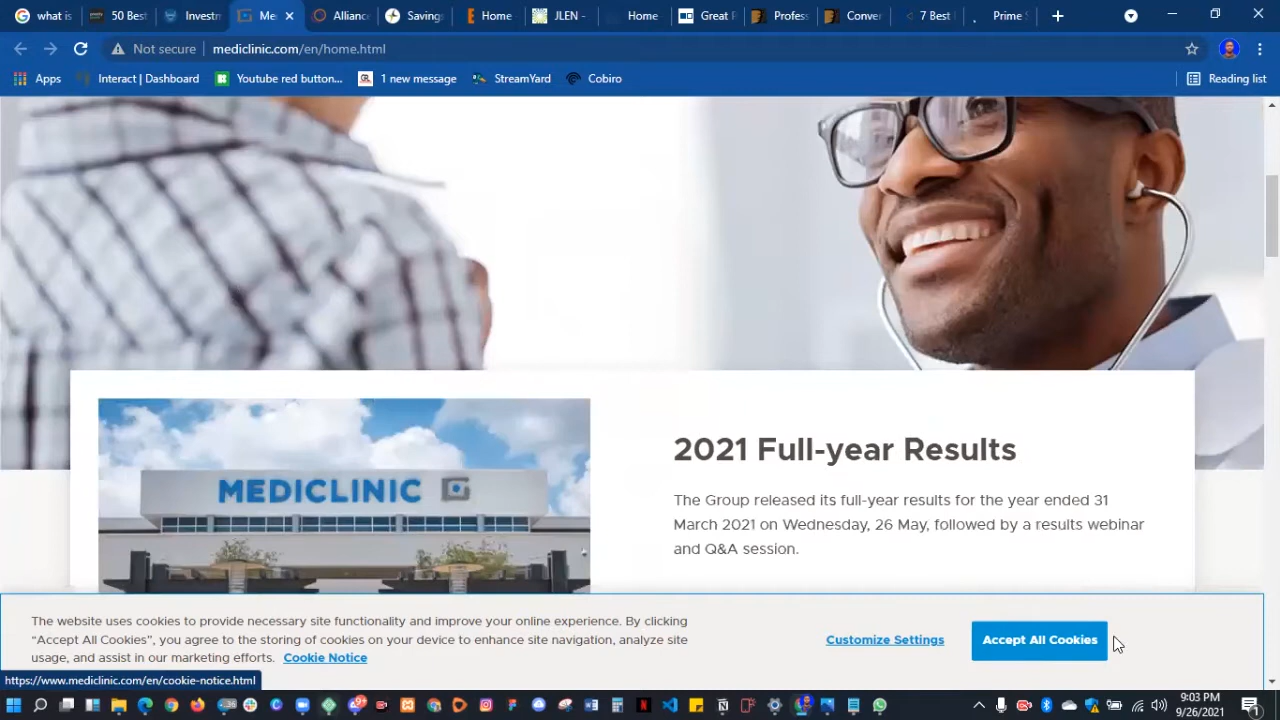 what is
50 Best
Investm
Me
Alliance
Savings
Home
JLEN -
Home
Great P
Profess
Conver
7 Best
Prime S
Not secure
mediclinic.com/en/home.html
Apps
Interact | Dashboard
Youtube red button...
1 new message
StreamYard
Cobiro
Reading list
MEDICLINIC
2021 Full-year Results
The Group released its full-year results for the year ended 31
March 2021 on Wednesday, 26 May, followed by a results webinar
and Q&A session.
The website uses cookies to provide necessary site functionality and improve your online experience. By clicking
“Accept All Cookies”, you agree to the storing of cookies on your device to enhance site navigation, analyze site
usage, and assist in our marketing efforts. Cookie Notice
Customize Settings
Accept All Cookies
https://www.mediclinic.com/en/cookie-notice.html
9:03 PM
9/26/2021